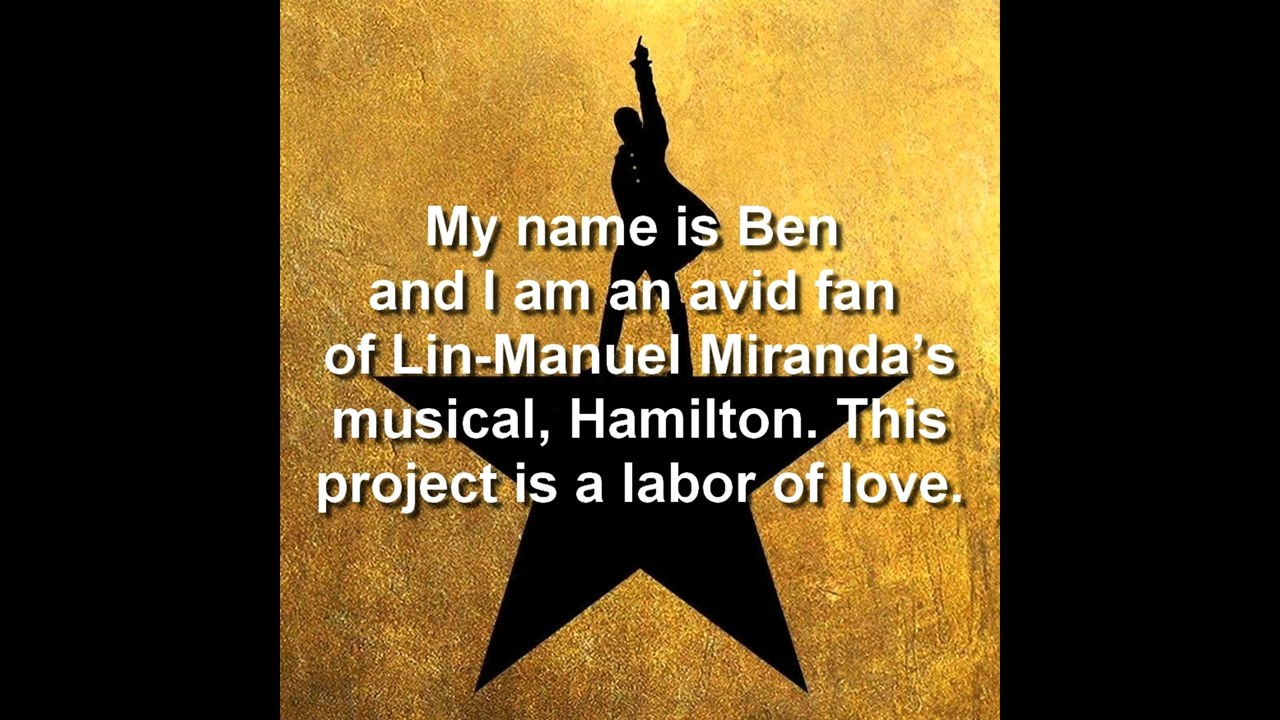 My name is Ben
and I am an avid fan
of Lin-Manuel Miranda’s
musical, Hamilton. This
project is a labor of love.